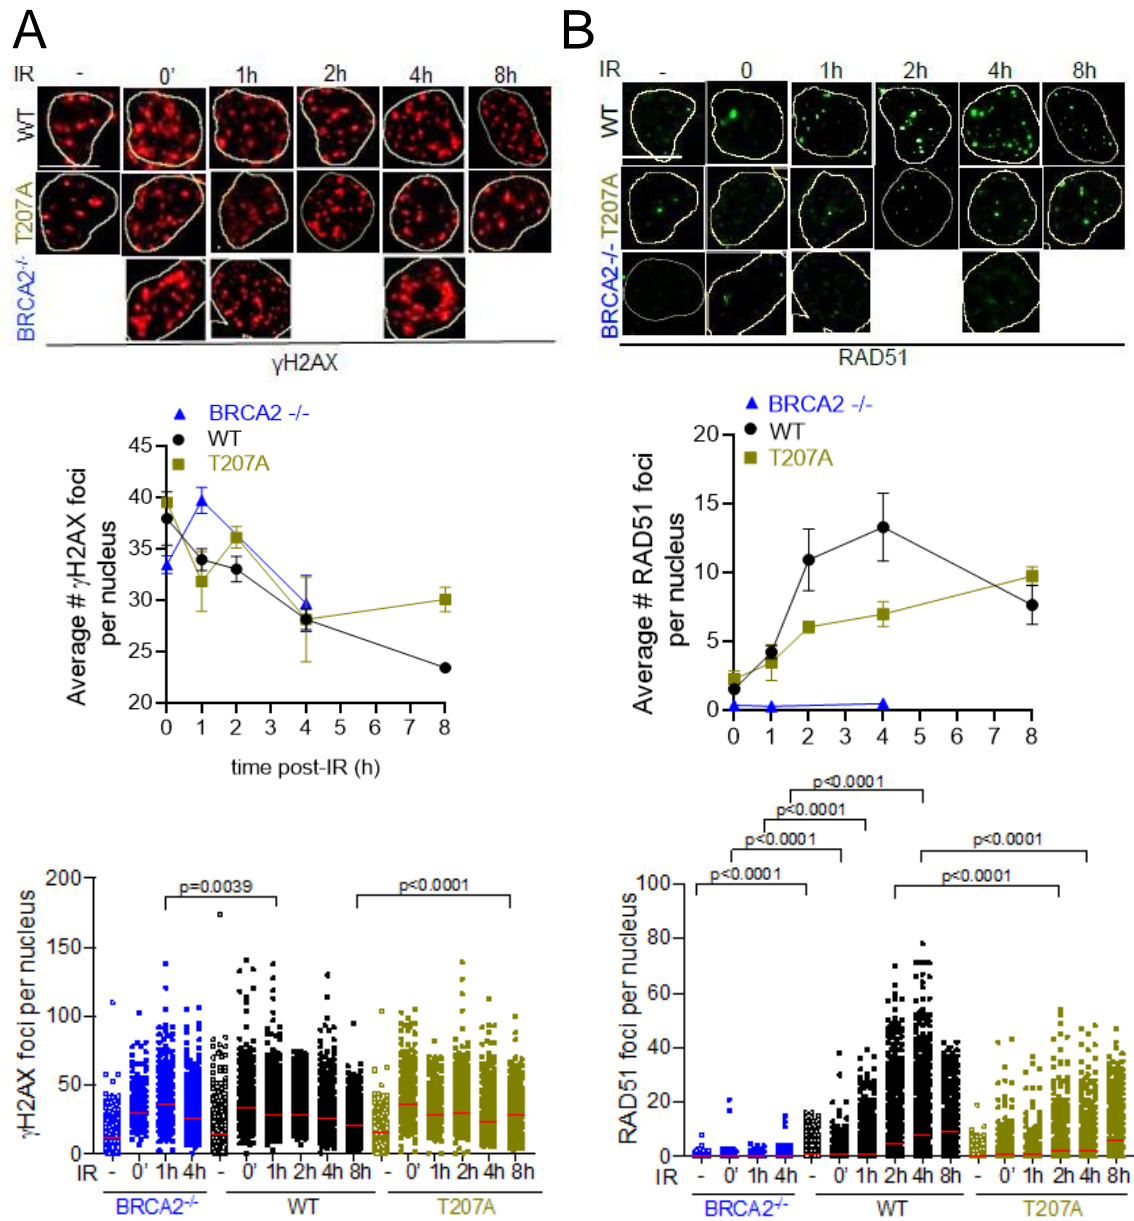 A
IR - 0' 1h 2h 4h 8h
WT
T207A
BRCA2-/-
γH2AX
BRCA2 -/-
WT
T207A
Average # γH2AX foci
per nucleus
45
40
35
30
25
20
0 1 2 3 4 5 6 7 8
time post-IR (h)
p=0.0039
p<0.0001
γH2AX foci per nucleus
200
150
100
50
0
IR - 0' 1h 4h - 0' 1h 2h 4h 8h - 0' 1h 2h 4h 8h
BRCA2-/- WT T207A
B
IR - 0 1h 2h 4h 8h
WT
T207A
BRCA2-/-
RAD51
BRCA2 -/-
WT
T207A
Average # RAD51 foci
per nucleus
20
15
10
5
0
0 1 2 3 4 5 6 7 8
p<0.0001
p<0.0001
p<0.0001 p<0.0001
p<0.0001 p<0.0001
RAD51 foci per nucleus
100
80
60
40
20
0
IR - 0' 1h 4h - 0' 1h 2h 4h 8h - 0' 1h 2h 4h 8h
BRCA2-/- WT T207A